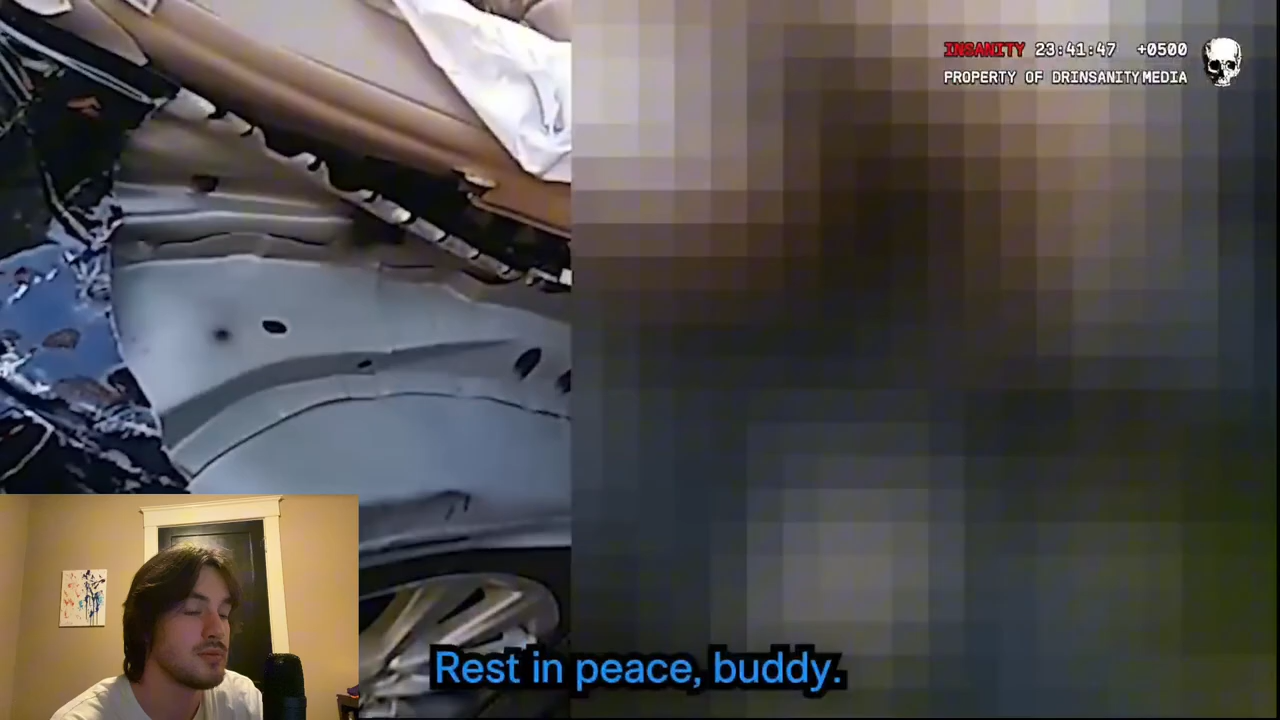 INSANITY 23:41:47 +0500
PROPERTY OF DRINSANITYMEDIA
Rest in peace, buddy.